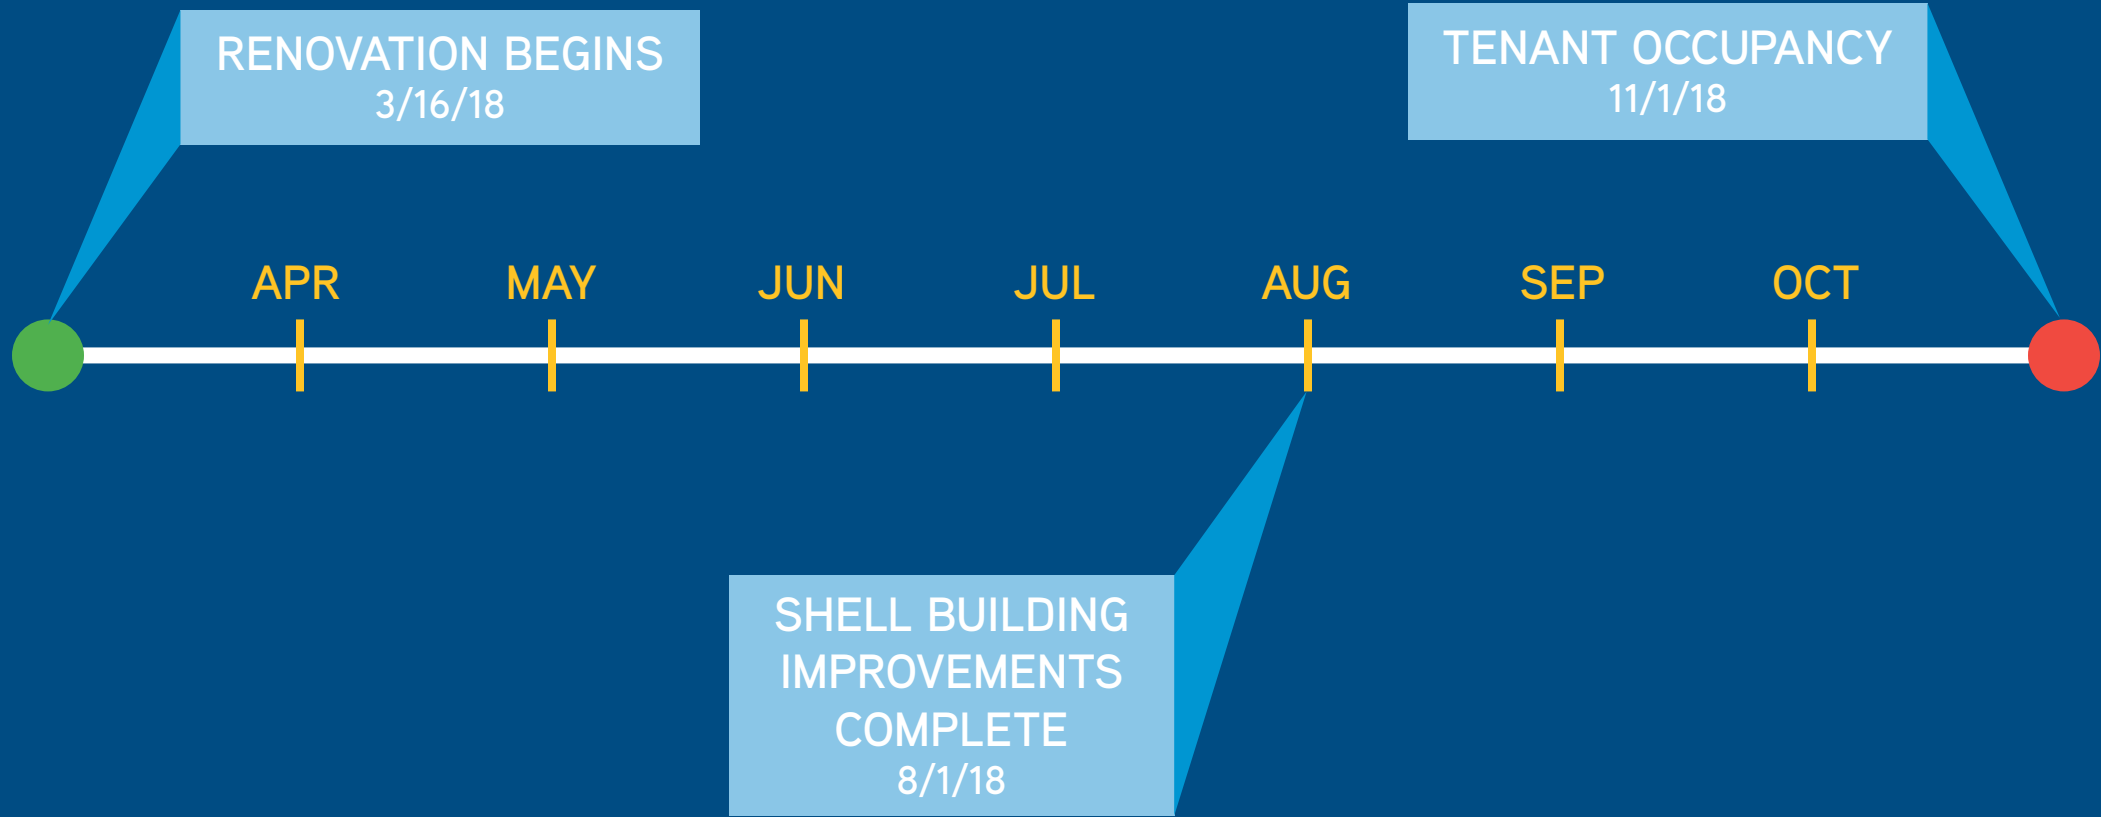 RENOVATION BEGINS
3/16/18
TENANT OCCUPANCY
11/1/18
APR
MAY
JUN
JUL
AUG
SEP
OCT
SHELL BUILDING
IMPROVEMENTS
COMPLETE
8/1/18